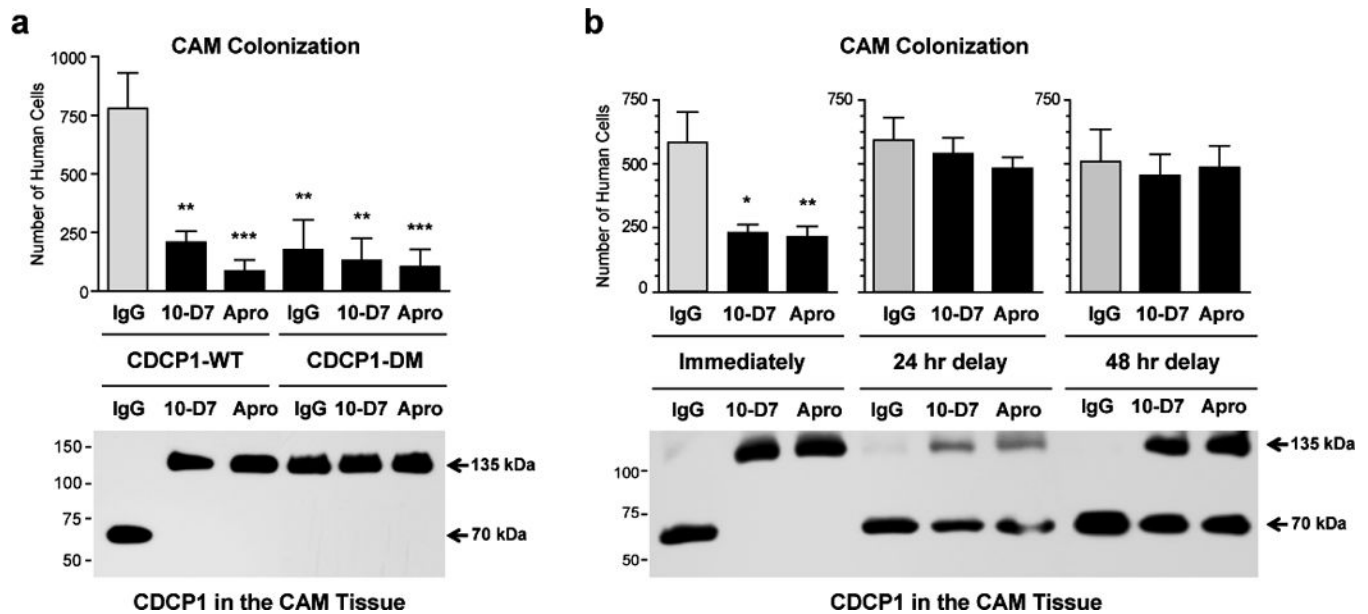 a
CAM Colonization
Number of Human Cells
1000
750
500
250
0
**
***
**
**
***
IgG 10-D7 Apro IgG 10-D7 Apro
CDCP1-WT CDCP1-DM
IgG 10-D7 Apro IgG 10-D7 Apro
150 -
100 -
75 -
50 -
135 kDa
70 kDa
CDCP1 in the CAM Tissue
b
CAM Colonization
Number of Human Cells
750
500
250
0
*
**
750
750
IgG 10-D7 Apro IgG 10-D7 Apro IgG 10-D7 Apro
Immediately 24 hr delay 48 hr delay
IgG 10-D7 Apro IgG 10-D7 Apro IgG 10-D7 Apro
100 -
75 -
50 -
135 kDa
70 kDa
CDCP1 in the CAM Tissue